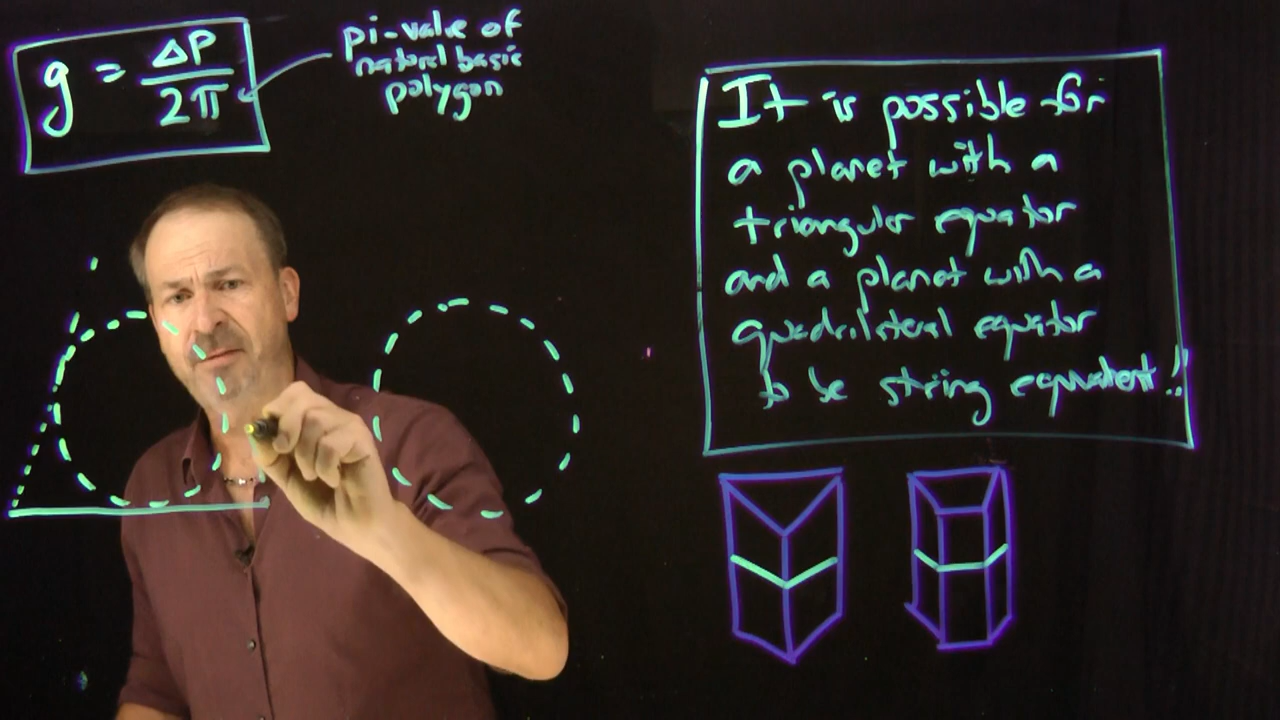 g = ΔP / 2π
pi-value of
natural basic
polygon
It is possible for
a planet with a
triangular equator
and a planet with a
quadrilateral equator
to be string equivalent!!